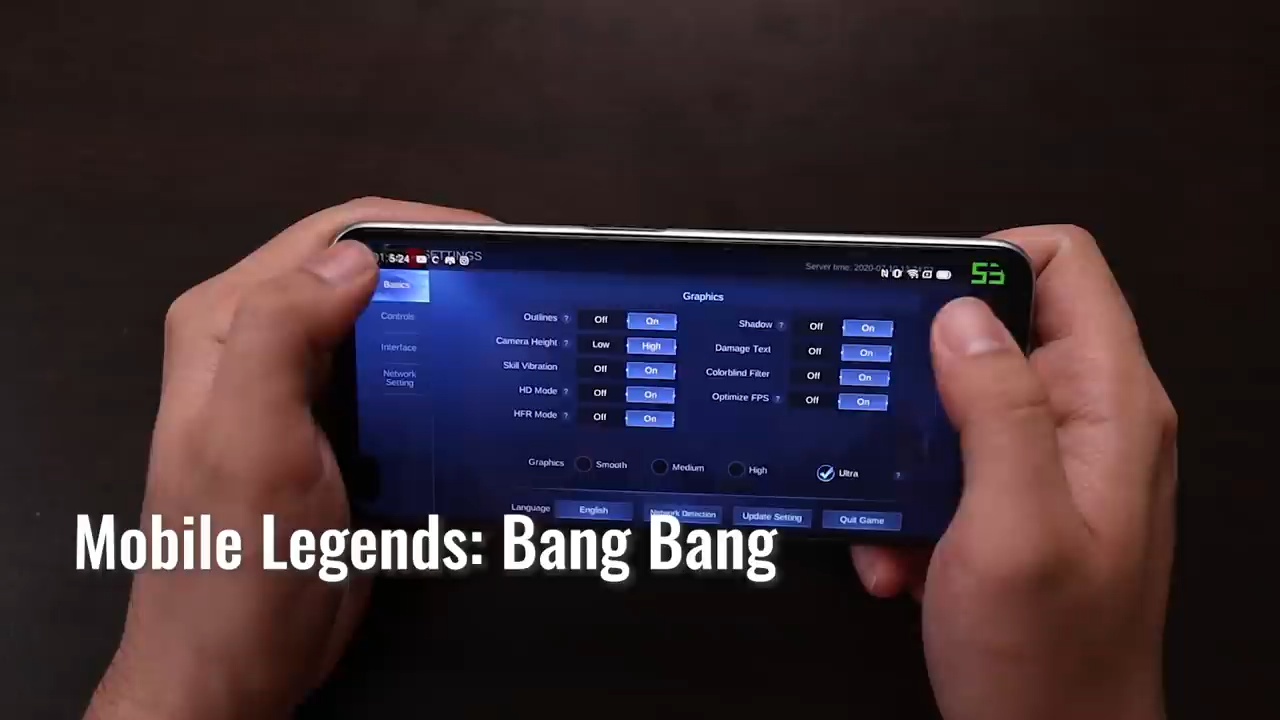 SETTINGS
5:24
Server time: 2020-07
53
Basics
Controls
Interface
Network
Setting
Graphics
Outlines ? Off On
Camera Height ? Low High
Skill Vibration Off On
HD Mode ? Off On
HFR Mode ? Off On
Shadow ? Off On
Damage Text Off On
Colorblind Filter Off On
Optimize FPS ? Off On
Graphics Smooth Medium High Ultra ?
Language English Network Detection Update Setting Quit Game
Mobile Legends: Bang Bang